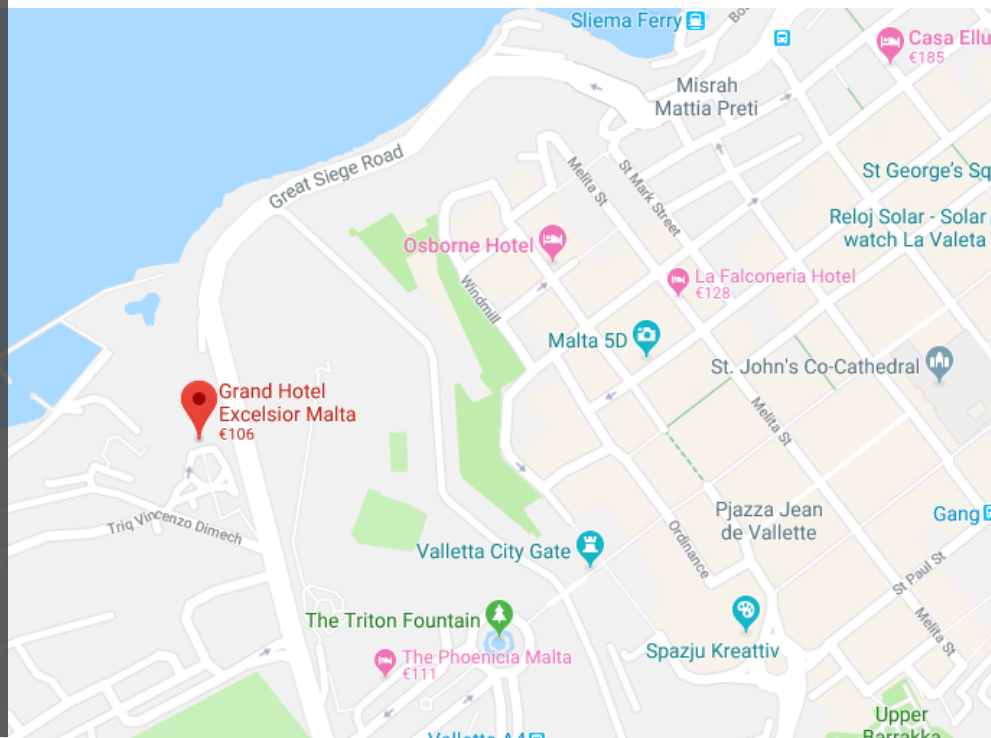 Sliema Ferry
Casa Ellu
€185
Misrah
Mattia Preti
Great Siege Road
Melita St
St Mark Street
St George's Sq
Reloj Solar - Solar
watch La Valeta
Osborne Hotel
La Falconeria Hotel
€128
Windmill
Malta 5D
St. John's Co-Cathedral
Grand Hotel
Excelsior Malta
€106
Melita St
Triq Vincenzo Dimech
Pjazza Jean
de Vallette
Gang
Ordinance
Valletta City Gate
St Paul St
The Triton Fountain
Melita St
Spazju Kreattiv
The Phoenicia Malta
€111
Upper
Barrakka
Valletta A4